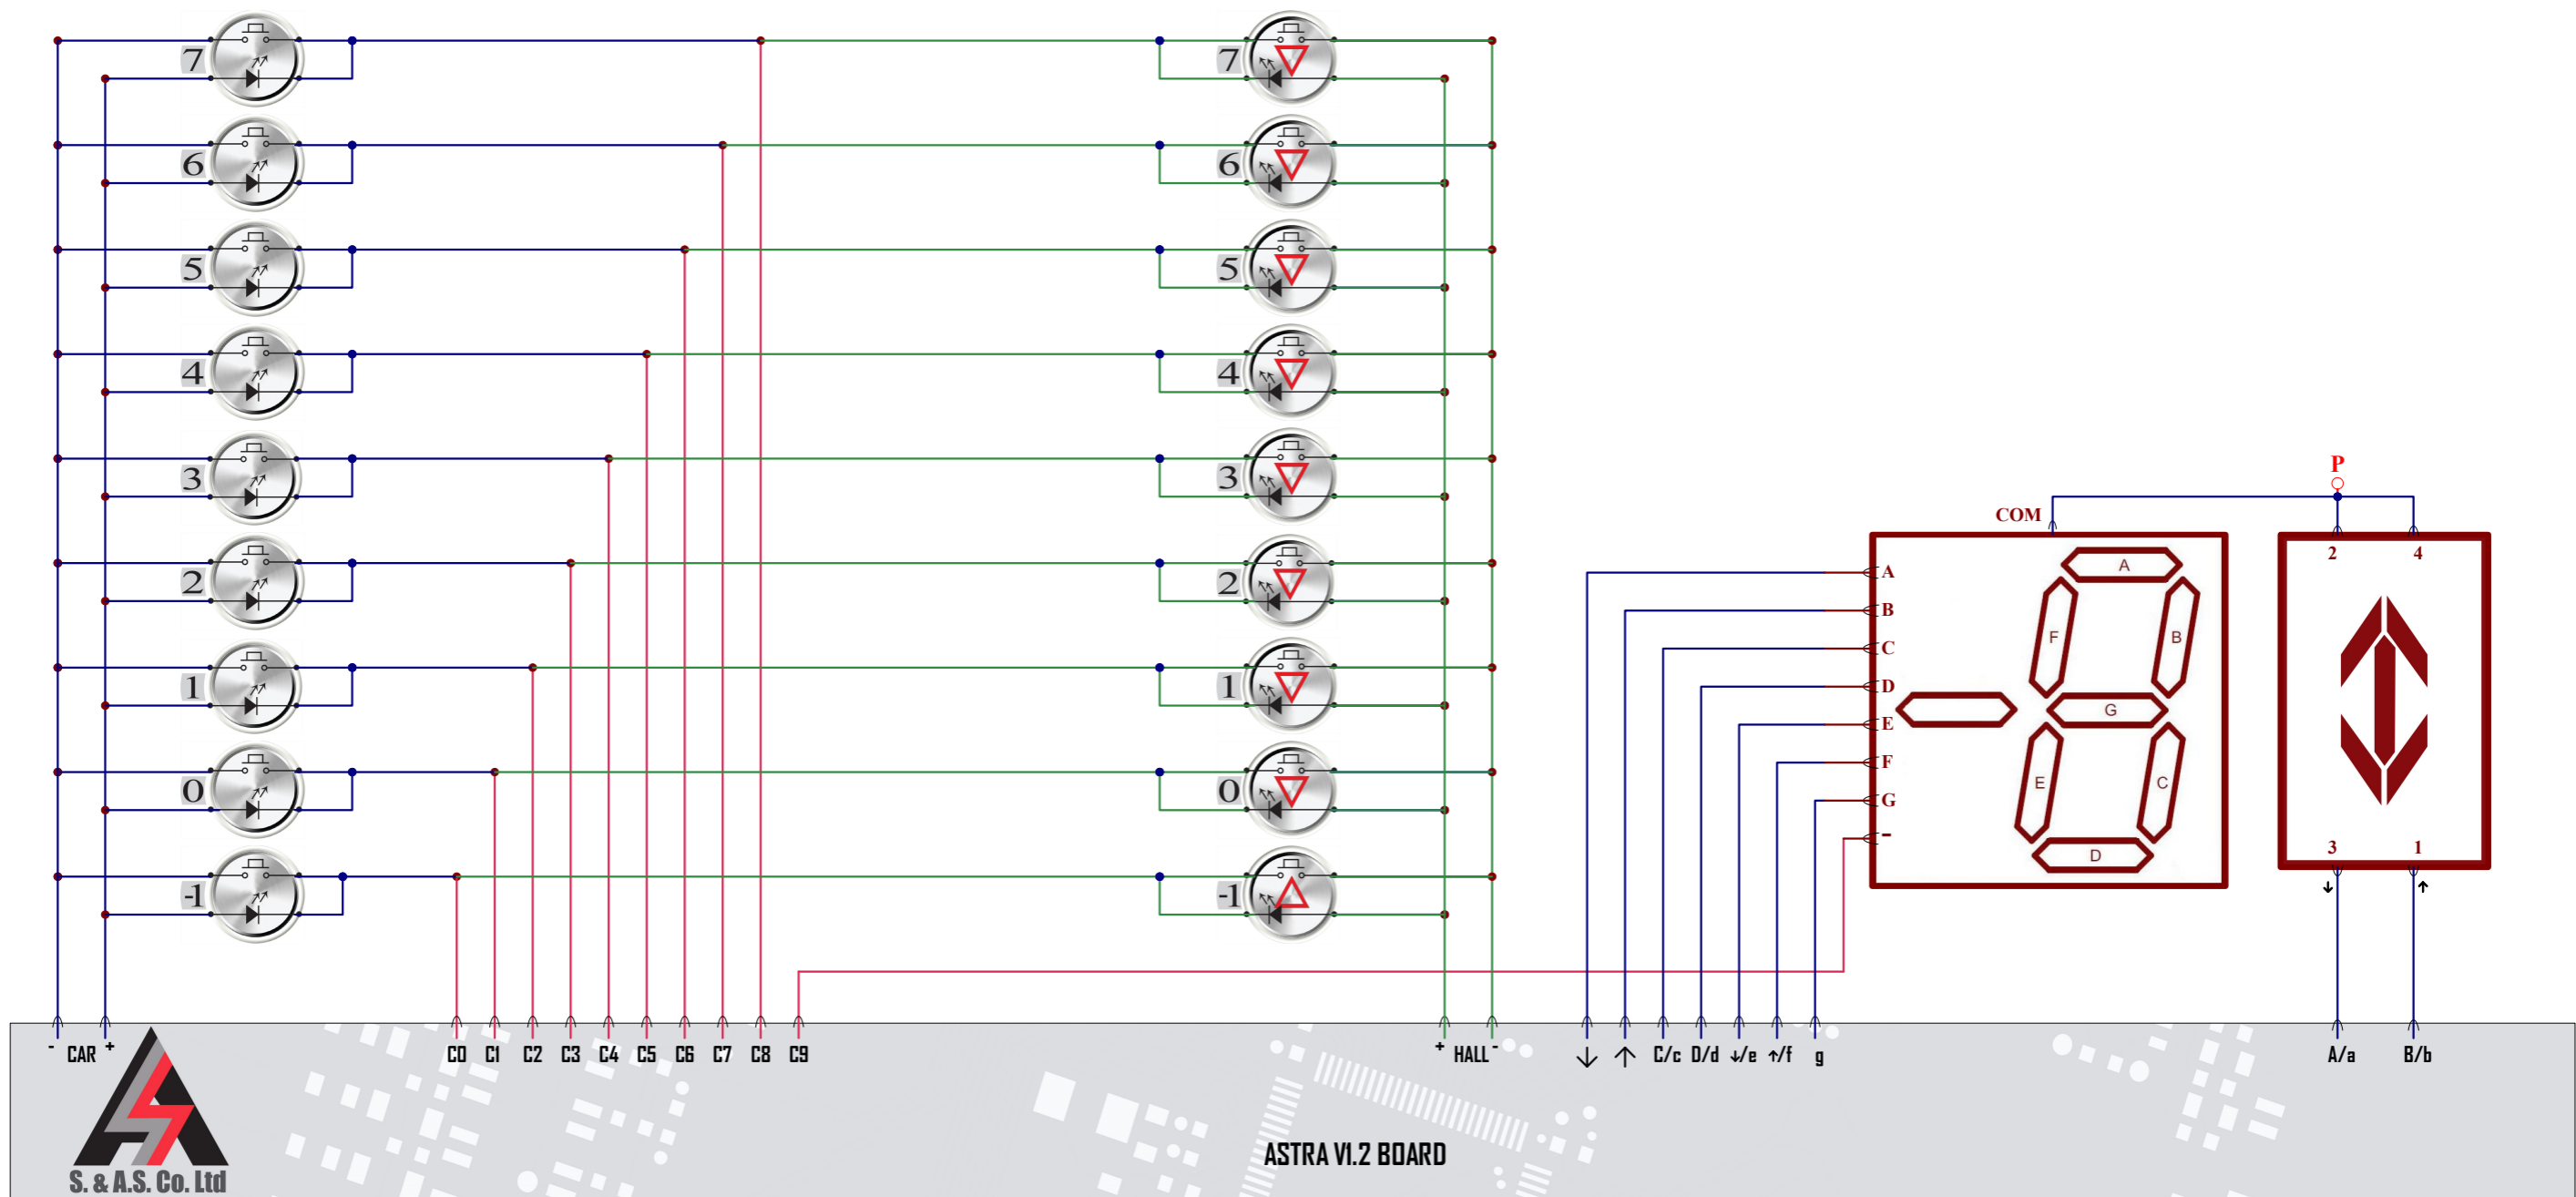 7 7
6 6
5 5
4 4
3 3
2 2
1 1
0 0
-1 -1
P
COM
2 4
A
B
C
D
E
F
G
-
A
F B
G
E C
D
3 1
↓ ↑
- CAR +
C0 C1 C2 C3 C4 C5 C6 C7 C8 C9
+ HALL -
↓ ↑ C/c D/d ↓/e ↑/f g
A/a B/b
ASTRA V1.2 BOARD
S. & A.S. Co. Ltd